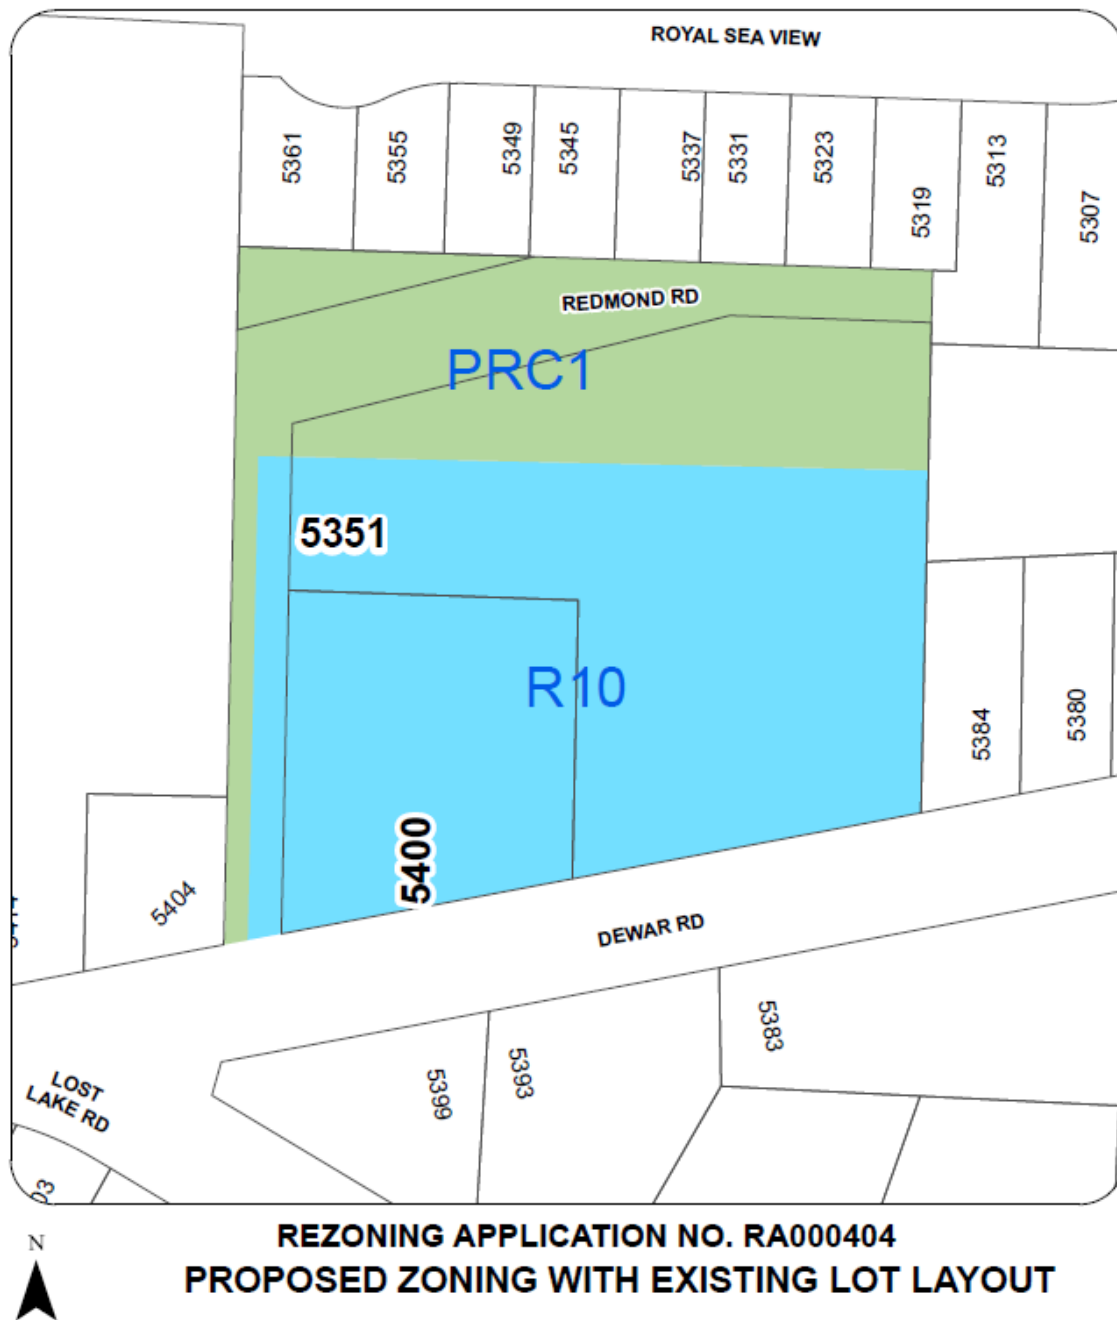 ROYAL SEA VIEW
5361
5355
5349
5345
5337
5331
5323
5319
5313
5307
REDMOND RD
PRC1
5351
R10
5384
5380
5400
5404
DEWAR RD
5383
5393
5399
LOST
LAKE RD
03
N
REZONING APPLICATION NO. RA000404
PROPOSED ZONING WITH EXISTING LOT LAYOUT